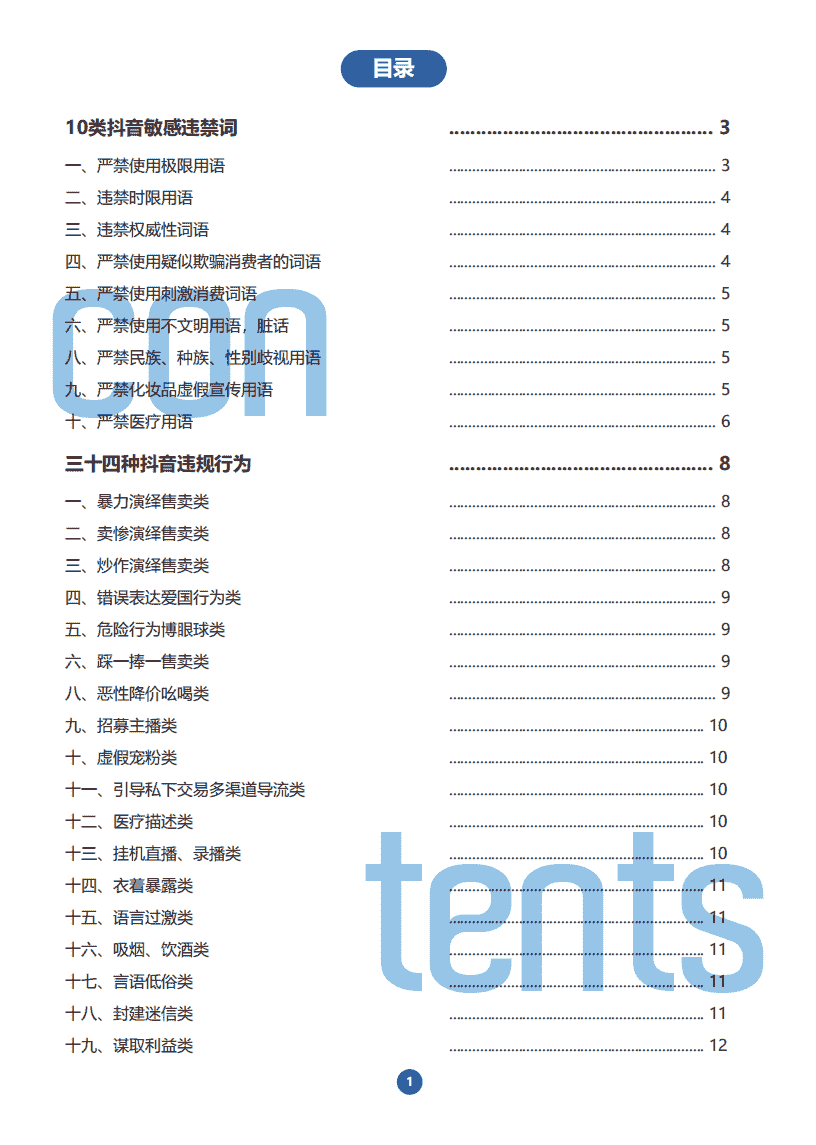 目录
10类抖音敏感违禁词 ........................................ 3
一、严禁使用极限用语 ........................................ 3
二、违禁时限用语 ........................................ 4
三、违禁权威性词语 ........................................ 4
四、严禁使用疑似欺骗消费者的词语 ........................................ 4
五、严禁使用刺激消费词语 ........................................ 5
六、严禁使用不文明用语，脏话 ........................................ 5
八、严禁民族、种族、性别歧视用语 ........................................ 5
九、严禁化妆品虚假宣传用语 ........................................ 5
十、严禁医疗用语 ........................................ 6
con
三十四种抖音违规行为 ........................................ 8
一、暴力演绎售卖类 ........................................ 8
二、卖惨演绎售卖类 ........................................ 8
三、炒作演绎售卖类 ........................................ 8
四、错误表达爱国行为类 ........................................ 9
五、危险行为博眼球类 ........................................ 9
六、踩一捧一售卖类 ........................................ 9
八、恶性降价吆喝类 ........................................ 9
九、招募主播类 ........................................ 10
十、虚假宠粉类 ........................................ 10
十一、引导私下交易多渠道导流类 ........................................ 10
十二、医疗描述类 ........................................ 10
十三、挂机直播、录播类 ........................................ 10
十四、衣着暴露类 ........................................ 11
十五、语言过激类 ........................................ 11
十六、吸烟、饮酒类 ........................................ 11
十七、言语低俗类 ........................................ 11
tents
十八、封建迷信类 ........................................ 11
十九、谋取利益类 ........................................ 12
1